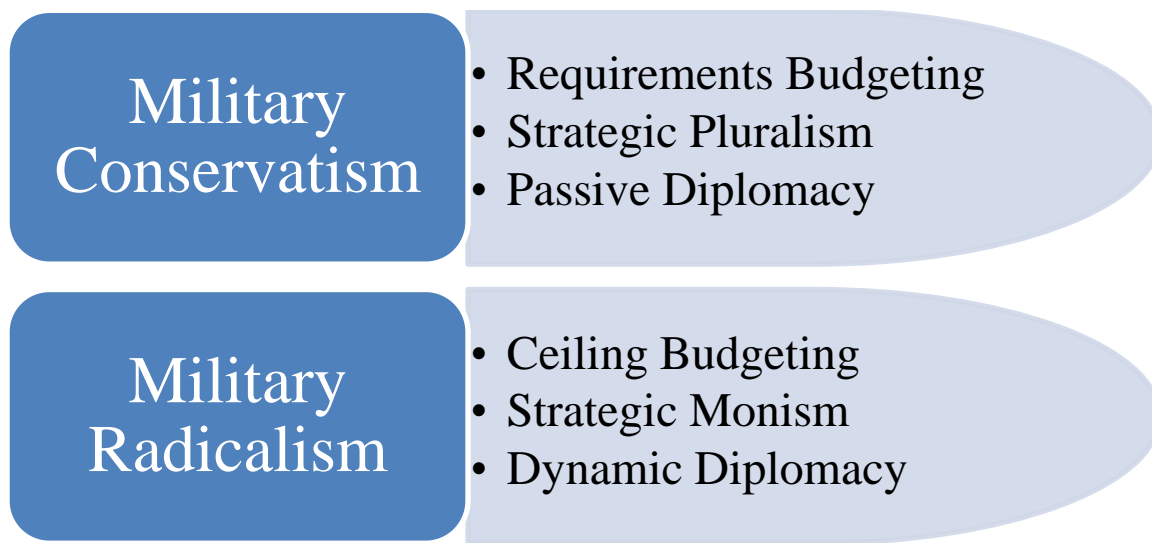 Military
Conservatism
• Requirements Budgeting
• Strategic Pluralism
• Passive Diplomacy
Military
Radicalism
• Ceiling Budgeting
• Strategic Monism
• Dynamic Diplomacy